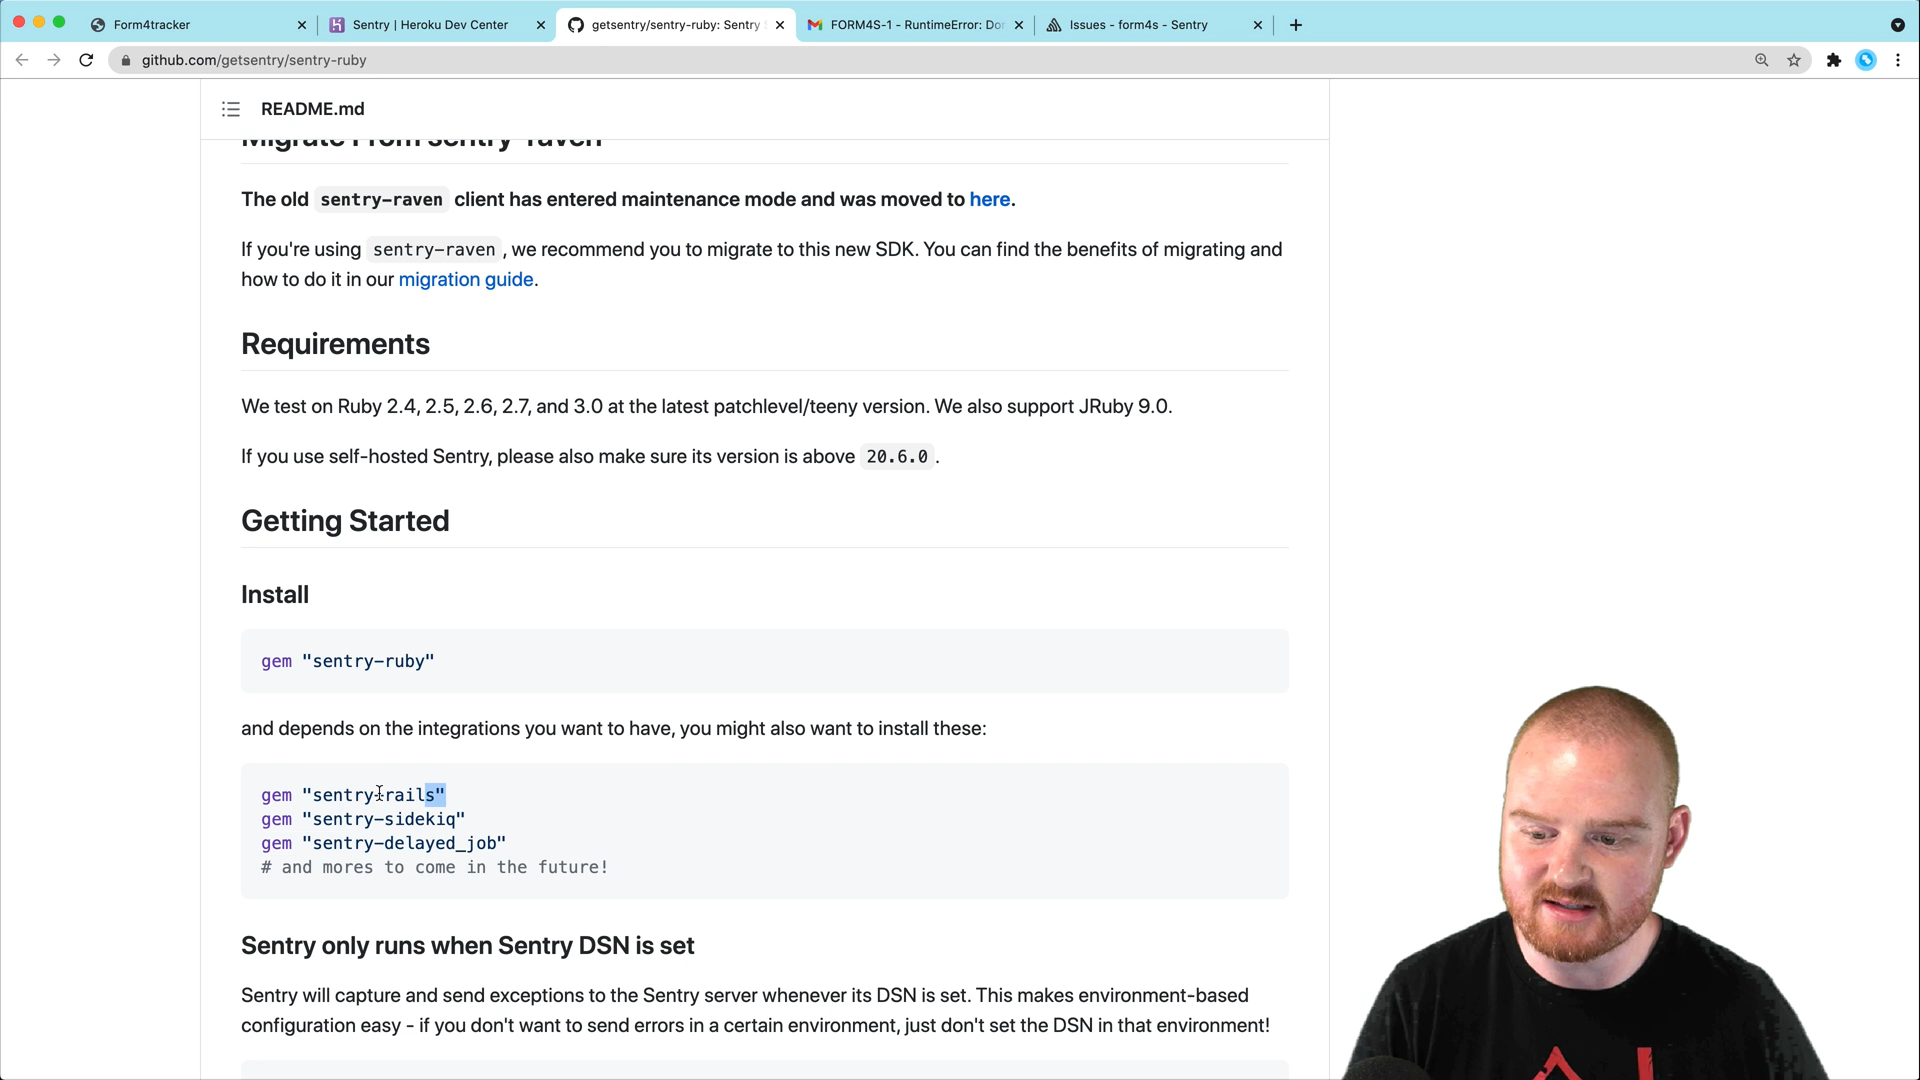 Form4tracker
Sentry | Heroku Dev Center
getsentry/sentry-ruby: Sentry
FORM4S-1 - RuntimeError: Do
Issues - form4s - Sentry
github.com/getsentry/sentry-ruby
README.md
Migrate From sentry-raven
The old sentry-raven client has entered maintenance mode and was moved to here.
If you're using sentry-raven , we recommend you to migrate to this new SDK. You can find the benefits of migrating and
how to do it in our migration guide.
Requirements
We test on Ruby 2.4, 2.5, 2.6, 2.7, and 3.0 at the latest patchlevel/teeny version. We also support JRuby 9.0.
If you use self-hosted Sentry, please also make sure its version is above 20.6.0 .
Getting Started
Install
gem "sentry-ruby"
and depends on the integrations you want to have, you might also want to install these:
gem "sentry-rails"
gem "sentry-sidekiq"
gem "sentry-delayed_job"
# and mores to come in the future!
Sentry only runs when Sentry DSN is set
Sentry will capture and send exceptions to the Sentry server whenever its DSN is set. This makes environment-based
configuration easy - if you don't want to send errors in a certain environment, just don't set the DSN in that environment!